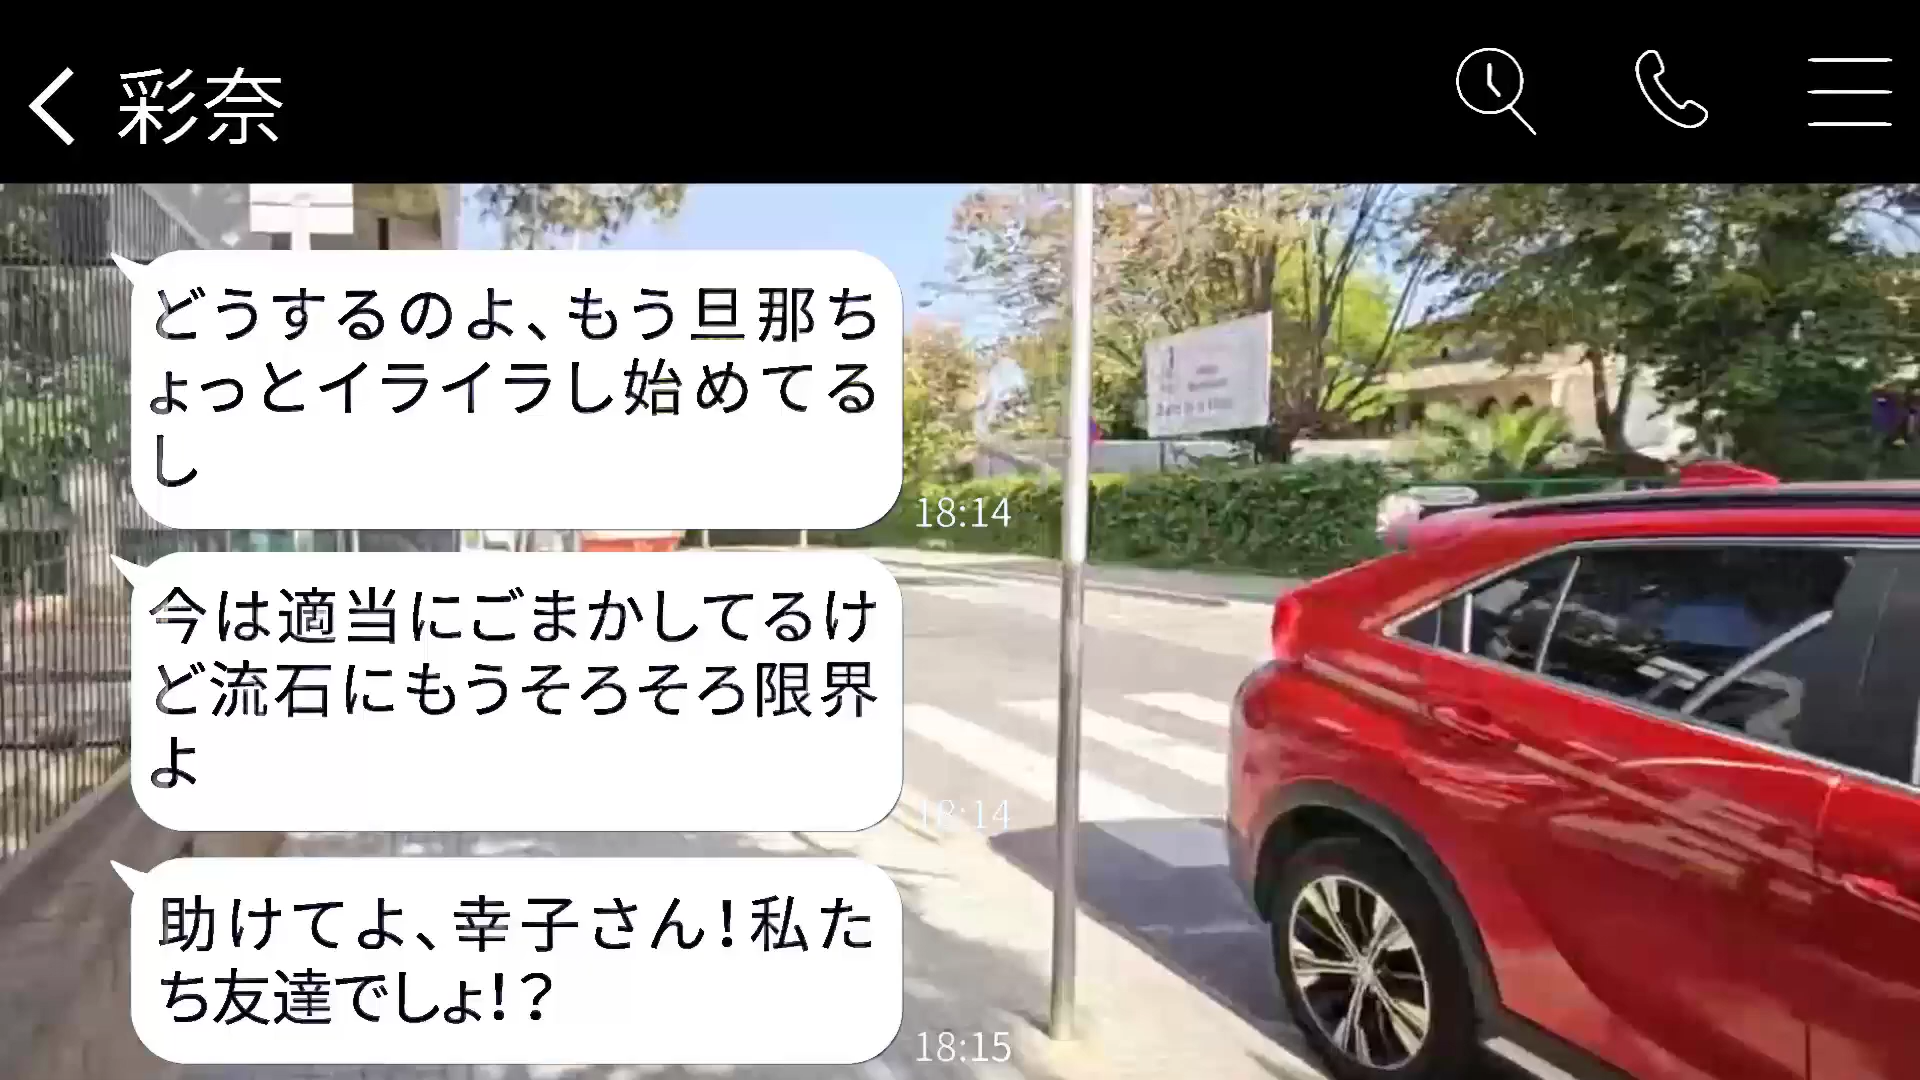 彩奈
どうするのよ、もう旦那ち
ょっとイライラし始めてる
し
18:14
今は適当にごまかしてるけ
ど流石にもうそろそろ限界
よ
18:14
助けてよ、幸子さん！私た
ち友達でしょ！？
18:15